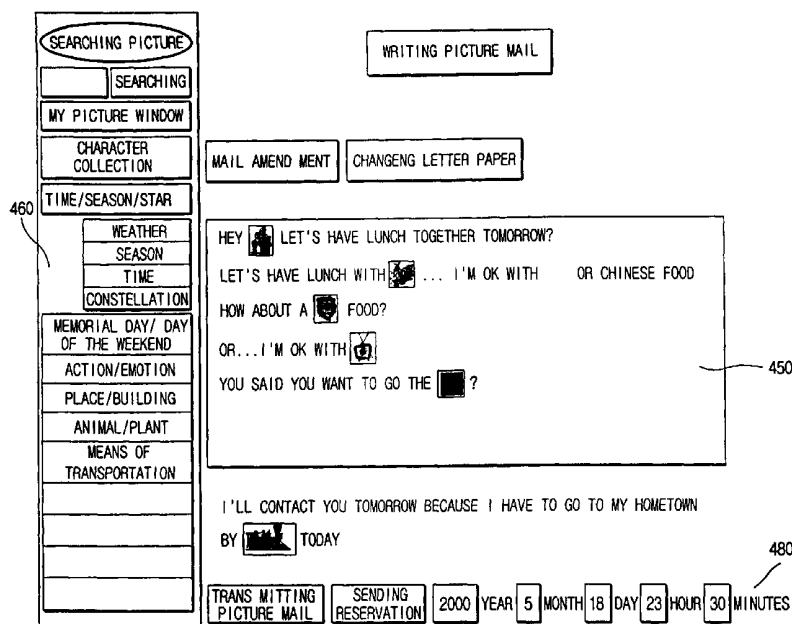 SEARCHING PICTURE
SEARCHING
MY PICTURE WINDOW
CHARACTER
COLLECTION
TIME/SEASON/STAR
WEATHER
SEASON
TIME
CONSTELLATION
MEMORIAL DAY/ DAY
OF THE WEEKEND
ACTION/EMOTION
PLACE/BUILDING
ANIMAL/PLANT
MEANS OF
TRANSPORTATION
460
WRITING PICTURE MAIL
MAIL AMEND MENT
CHANGENG LETTER PAPER
HEY LET'S HAVE LUNCH TOGETHER TOMORROW?
LET'S HAVE LUNCH WITH ... I'M OK WITH OR CHINESE FOOD
HOW ABOUT A FOOD?
OR...I'M OK WITH
YOU SAID YOU WANT TO GO THE ?
450
I'LL CONTACT YOU TOMORROW BECAUSE I HAVE TO GO TO MY HOMETOWN
BY TODAY
480
TRANS MITTING
PICTURE MAIL
SENDING
RESERVATION
2000 YEAR 5 MONTH 18 DAY 23 HOUR 30 MINUTES